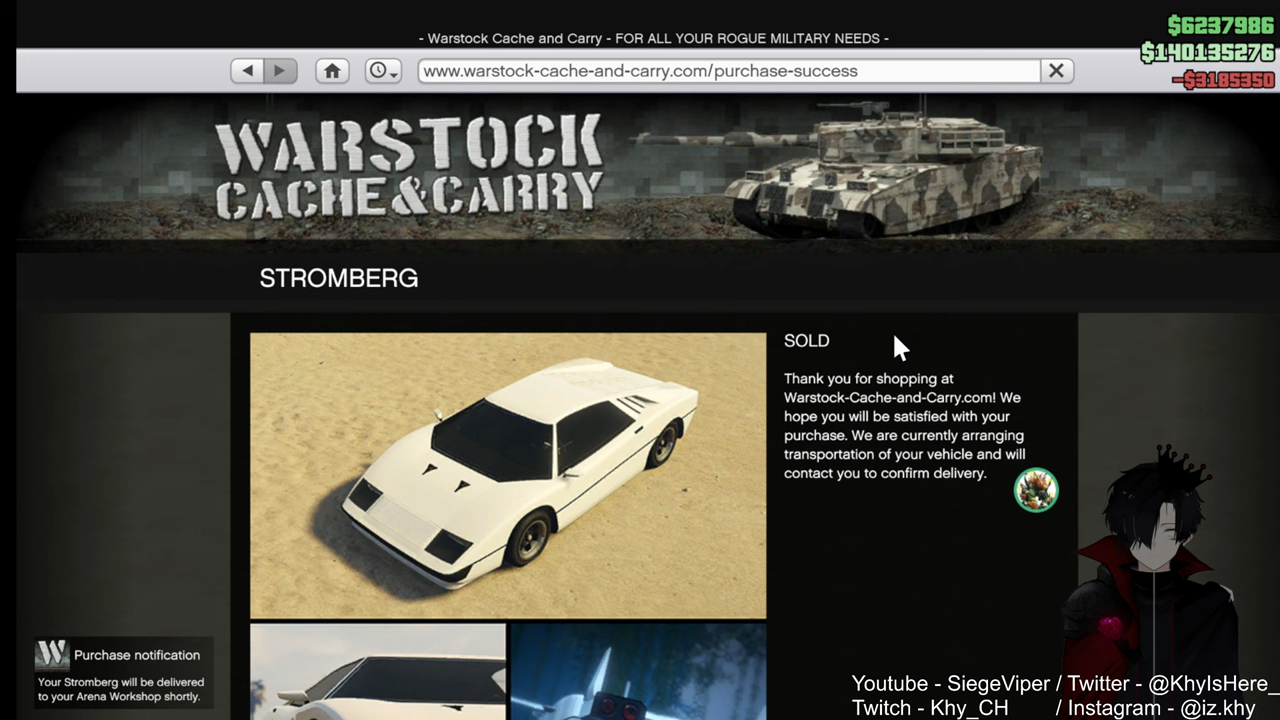 - Warstock Cache and Carry - FOR ALL YOUR ROGUE MILITARY NEEDS -
$6237986
$140135276
-$3185350
www.warstock-cache-and-carry.com/purchase-success
WARSTOCK
CACHE&CARRY
STROMBERG
SOLD
Thank you for shopping at
Warstock-Cache-and-Carry.com! We
hope you will be satisfied with your
purchase. We are currently arranging
transportation of your vehicle and will
contact you to confirm delivery.
W Purchase notification
Your Stromberg will be delivered
to your Arena Workshop shortly.
Youtube - SiegeViper / Twitter - @KhyIsHere_
Twitch - Khy_CH / Instagram - @iz.khy